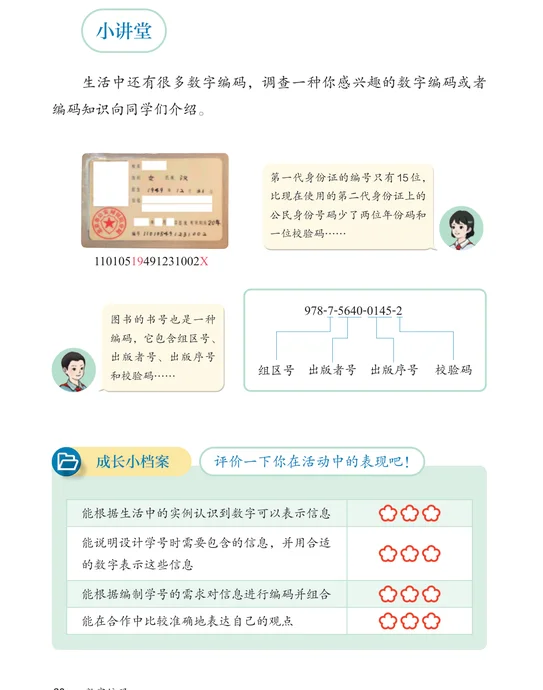 小讲堂
生活中还有很多数字编码，调查一种你感兴趣的数字编码或者
编码知识向同学们介绍。
第一代身份证的编号只有15位，
比现在使用的第二代身份证上的
公民身份号码少了两位年份码和
一位校验码……
11010519491231002X
图书的书号也是一种
编码，它包含组区号、
出版者号、出版序号
和校验码……
978-7-5640-0145-2
组区号 出版者号 出版序号 校验码
成长小档案
评价一下你在活动中的表现吧！
能根据生活中的实例认识到数字可以表示信息
能说明设计学号时需要包含的信息，并用合适
的数字表示这些信息
能根据编制学号的需求对信息进行编码并组合
能在合作中比较准确地表达自己的观点